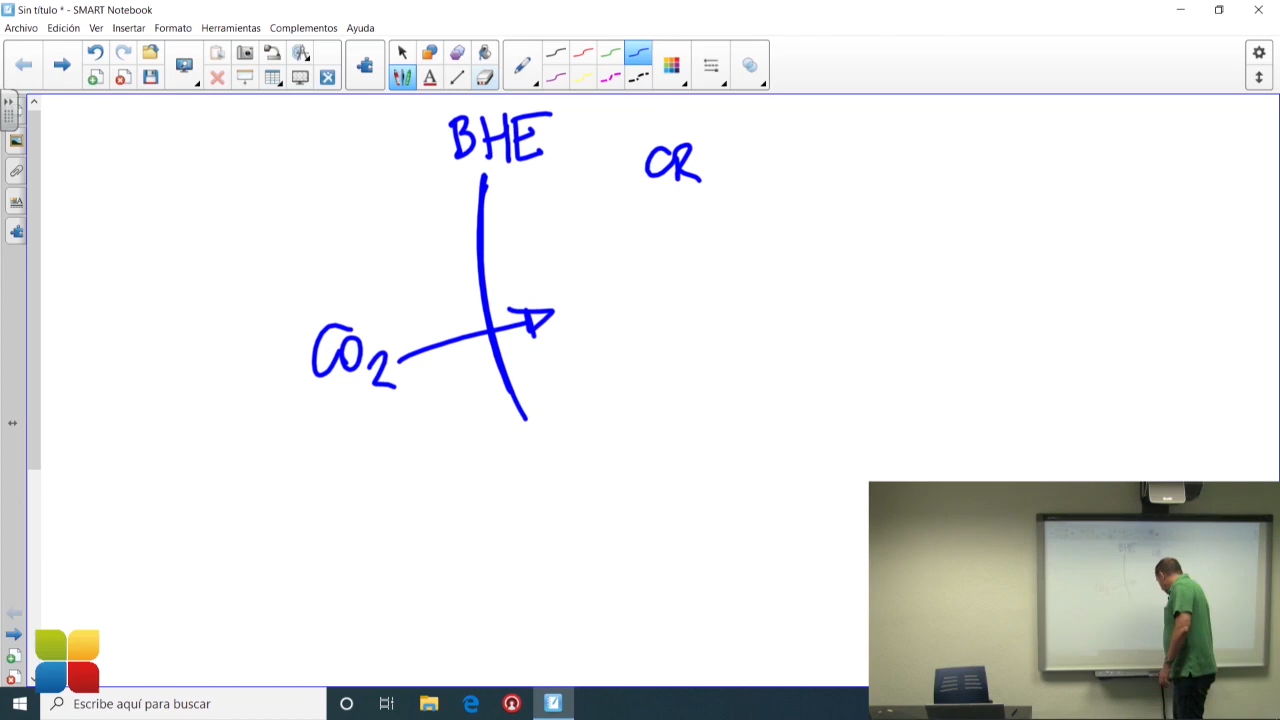 Sin título * - SMART Notebook
Archivo Edición Ver Insertar Formato Herramientas Complementos Ayuda
BHE
CR
CO2
Escribe aquí para buscar